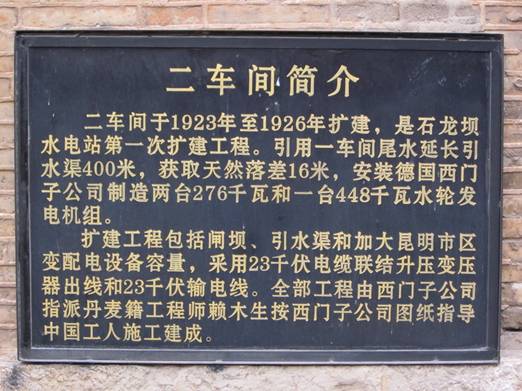 二车间简介
二车间于1923年至1926年扩建，是石龙坝
水电站第一次扩建工程。引用一车间尾水延长引
水渠400米，获取天然落差16米，安装德国西门
子公司制造两台276千瓦和一台448千瓦水轮发
电机组。
扩建工程包括闸坝、引水渠和加大昆明市区
变配电设备容量，采用23千伏电缆联结升压变压
器出线和23千伏输电线。全部工程由西门子公司
指派丹麦籍工程师赖木生按西门子公司图纸指导
中国工人施工建成。